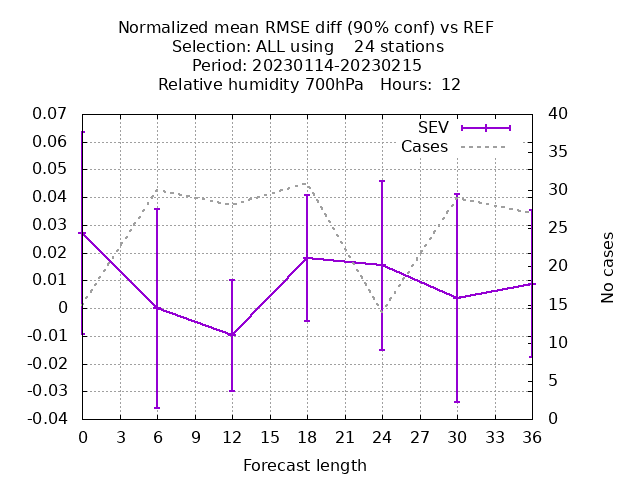 Normalized mean RMSE diff (90% conf) vs REF
Selection: ALL using    24 stations
Period: 20230114-20230215
Relative humidity 700hPa   Hours:  12
0.07
0.06
0.05
0.04
0.03
0.02
0.01
0
-0.01
-0.02
-0.03
-0.04
SEV
Cases
40
35
30
25
20
15
10
5
0
No cases
0 3 6 9 12 15 18 21 24 27 30 33 36
Forecast length